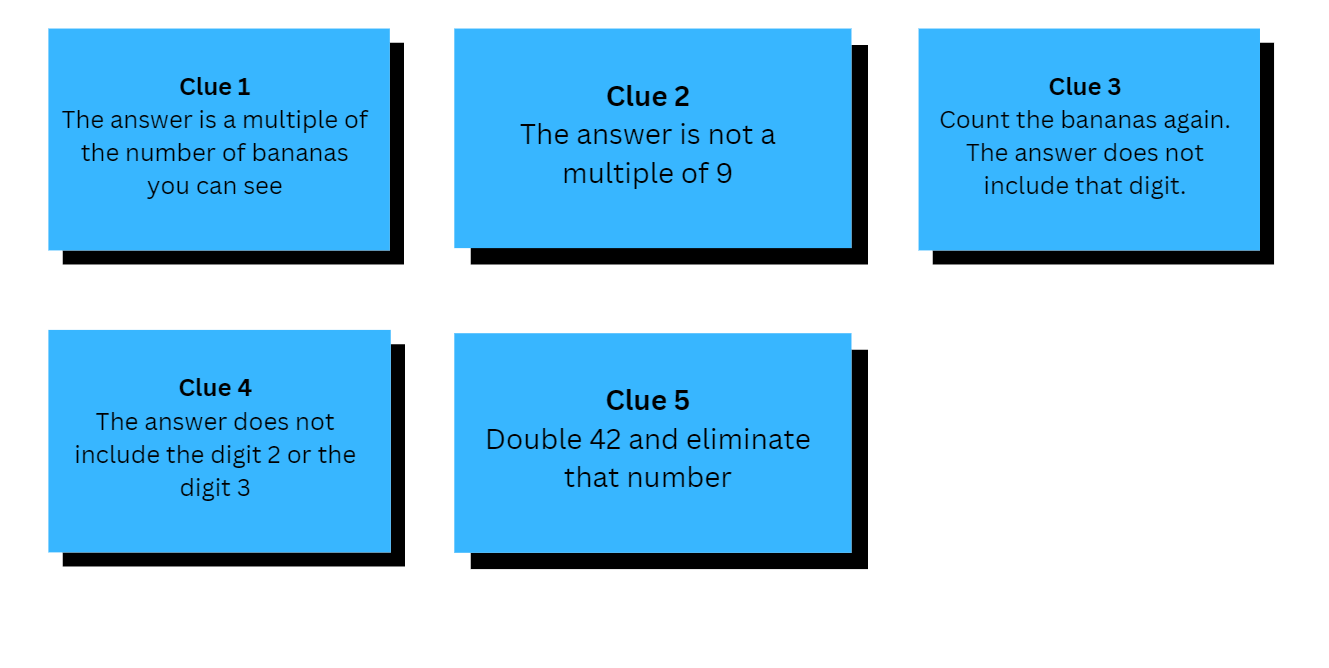 Clue 1
The answer is a multiple of
the number of bananas
you can see
Clue 2
The answer is not a
multiple of 9
Clue 3
Count the bananas again.
The answer does not
include that digit.
Clue 4
The answer does not
include the digit 2 or the
digit 3
Clue 5
Double 42 and eliminate
that number